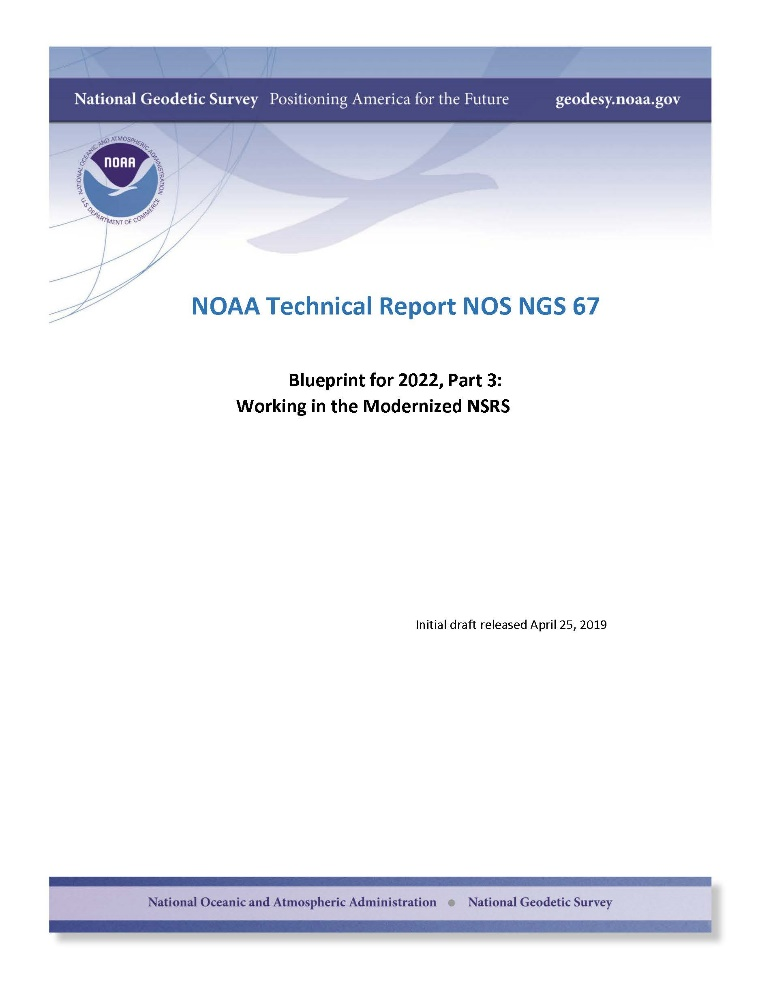 National Geodetic Survey Positioning America for the Future geodesy.noaa.gov
NATIONAL OCEANIC AND ATMOSPHERIC ADMINISTRATION
NOAA
U.S. DEPARTMENT OF COMMERCE
NOAA Technical Report NOS NGS 67
Blueprint for 2022, Part 3:
Working in the Modernized NSRS
Initial draft released April 25, 2019
National Oceanic and Atmospheric Administration ● National Geodetic Survey